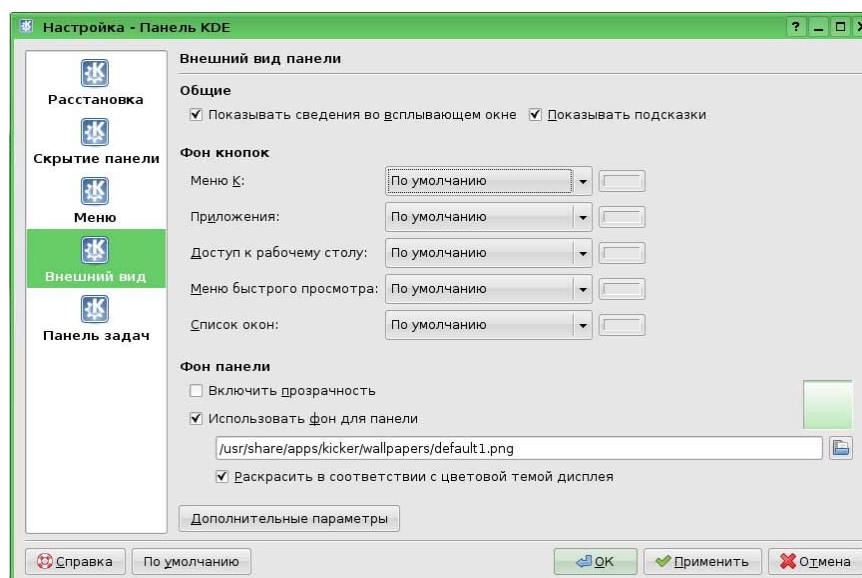 Настройка - Панель KDE
Расстановка
Скрытие панели
Меню
Внешний вид
Панель задач
Внешний вид панели
Общие
Показывать сведения во всплывающем окне
Показывать подсказки
Фон кнопок
Меню К:
По умолчанию
Приложения:
По умолчанию
Доступ к рабочему столу:
По умолчанию
Меню быстрого просмотра:
По умолчанию
Список окон:
По умолчанию
Фон панели
Включить прозрачность
Использовать фон для панели
/usr/share/apps/kicker/wallpapers/default1.png
Раскрасить в соответствии с цветовой темой дисплея
Дополнительные параметры
Справка
По умолчанию
OK
Применить
Отмена